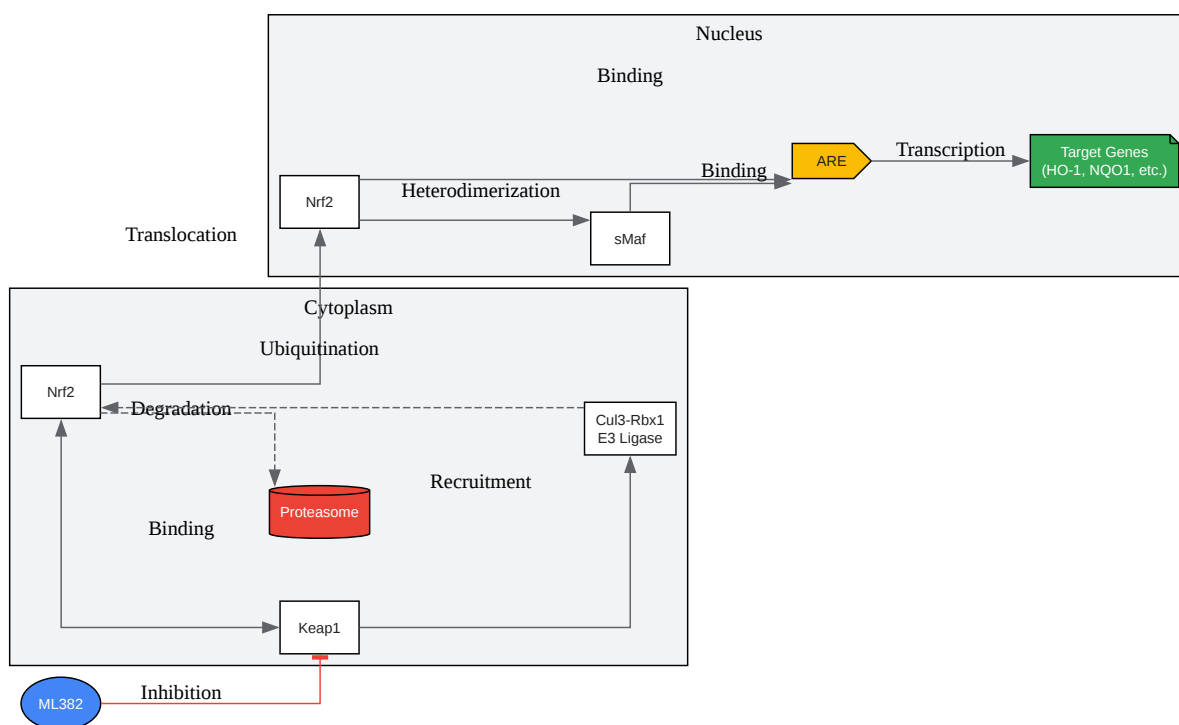 Nucleus
Binding
ARE
Transcription
Target Genes
(HO-1, NQO1, etc.)
Binding
Heterodimerization
Nrf2
sMaf
Translocation
Cytoplasm
Ubiquitination
Nrf2
Degradation
Cul3-Rbx1
E3 Ligase
Recruitment
Proteasome
Binding
Keap1
Inhibition
ML382